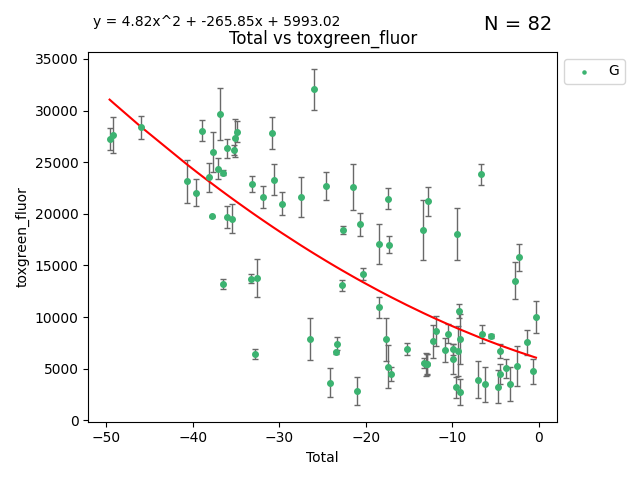 y = 4.82x^2 + -265.85x + 5993.02
N = 82
Total vs toxgreen_fluor
G
35000
30000
25000
20000
15000
10000
5000
0
toxgreen_fluor
−50 −40 −30 −20 −10 0
Total